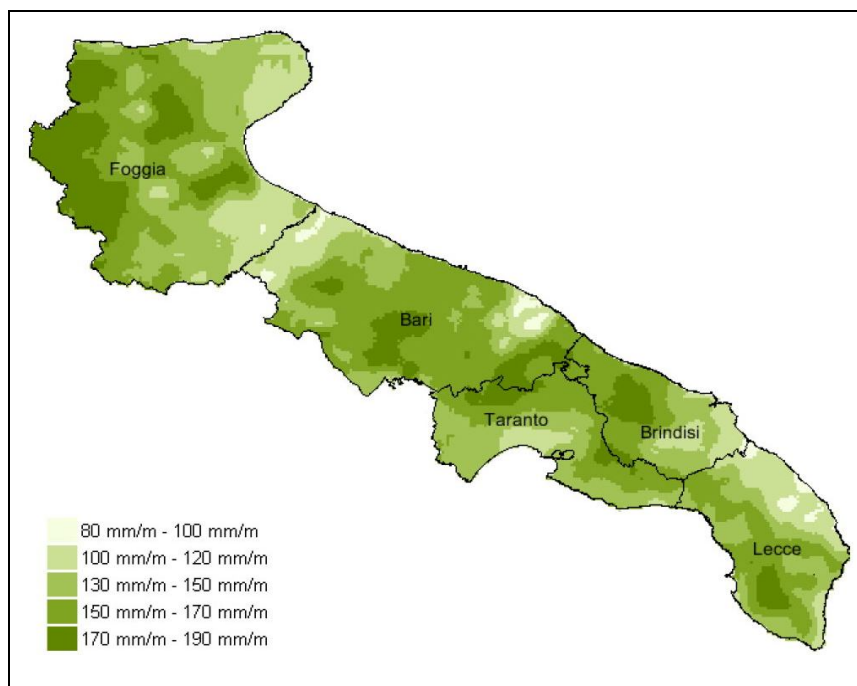 Foggia
Bari
Taranto
Brindisi
Lecce
80 mm/m - 100 mm/m
100 mm/m - 120 mm/m
130 mm/m - 150 mm/m
150 mm/m - 170 mm/m
170 mm/m - 190 mm/m